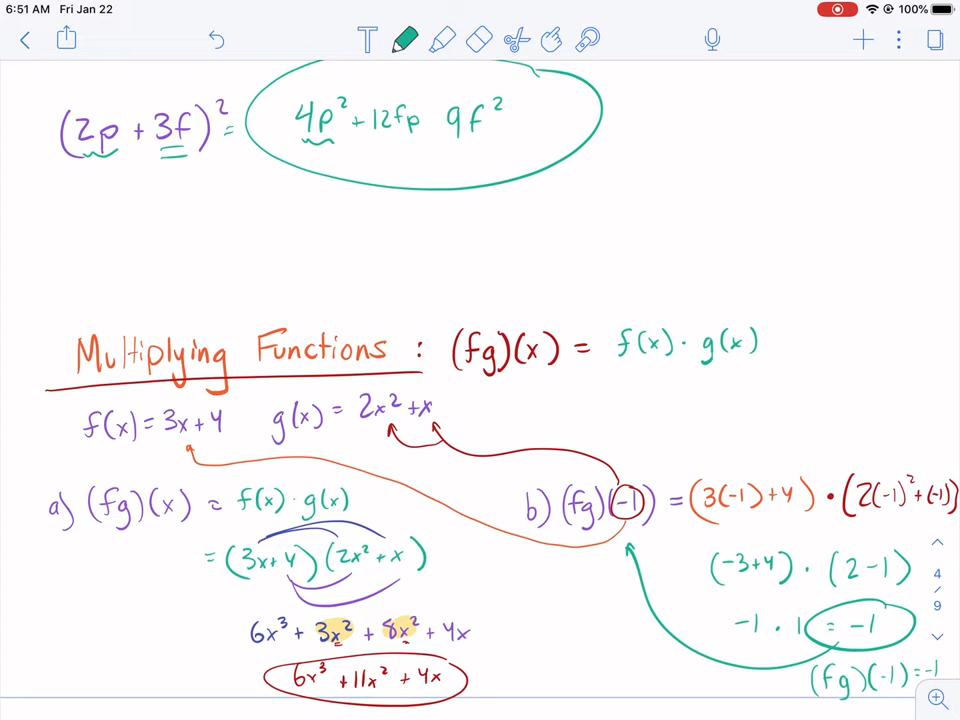 6:51 AM Fri Jan 22 100%
T
(2p + 3f)² = 4p² + 12fp 9f²
Multiplying Functions : (fg)(x) = f(x) · g(x)
f(x) = 3x + 4 g(x) = 2x² + x
a) (fg)(x) = f(x) · g(x)
= (3x + 4)(2x² + x)
6x³ + 3x² + 8x² + 4x
6x³ + 11x² + 4x
b) (fg)(-1) = (3(-1) + 4) · (2(-1)² + (-1))
(-3 + 4) · (2 - 1)
-1 · 1 = -1
(fg)(-1) = -1
4
/
9